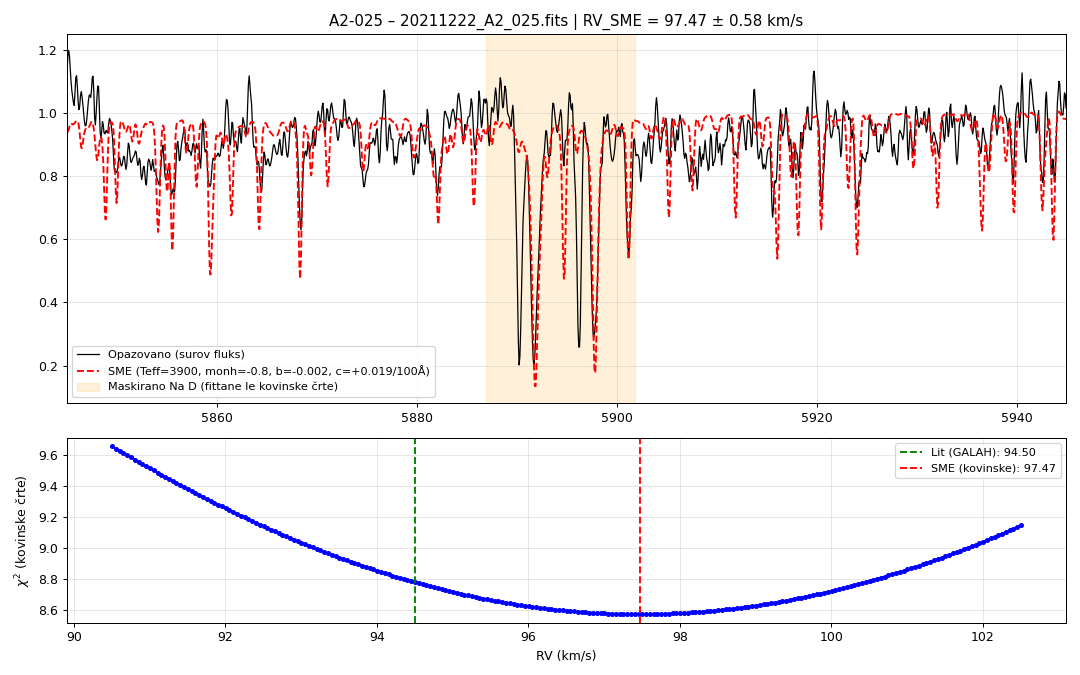 A2-025 – 20211222_A2_025.fits | RV_SME = 97.47 ± 0.58 km/s
1.2
1.0
0.8
0.6
0.4
0.2
Opazovano (surov fluks)
SME (Teff=3900, monh=-0.8, b=-0.002, c=+0.019/100Å)
Maskirano Na D (fittane le kovinske črte)
5860 5880 5900 5920 5940
χ² (kovinske črte)
9.6
9.4
9.2
9.0
8.8
8.6
Lit (GALAH): 94.50
SME (kovinske): 97.47
90 92 94 96 98 100 102
RV (km/s)